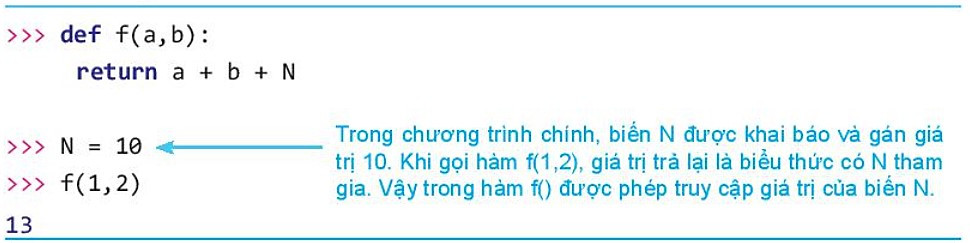 >>> def f(a,b):
return a + b + N
>>> N = 10
Trong chương trình chính, biến N được khai báo và gán giá
trị 10. Khi gọi hàm f(1,2), giá trị trả lại là biểu thức có N tham
gia. Vậy trong hàm f() được phép truy cập giá trị của biến N.
>>> f(1,2)
13